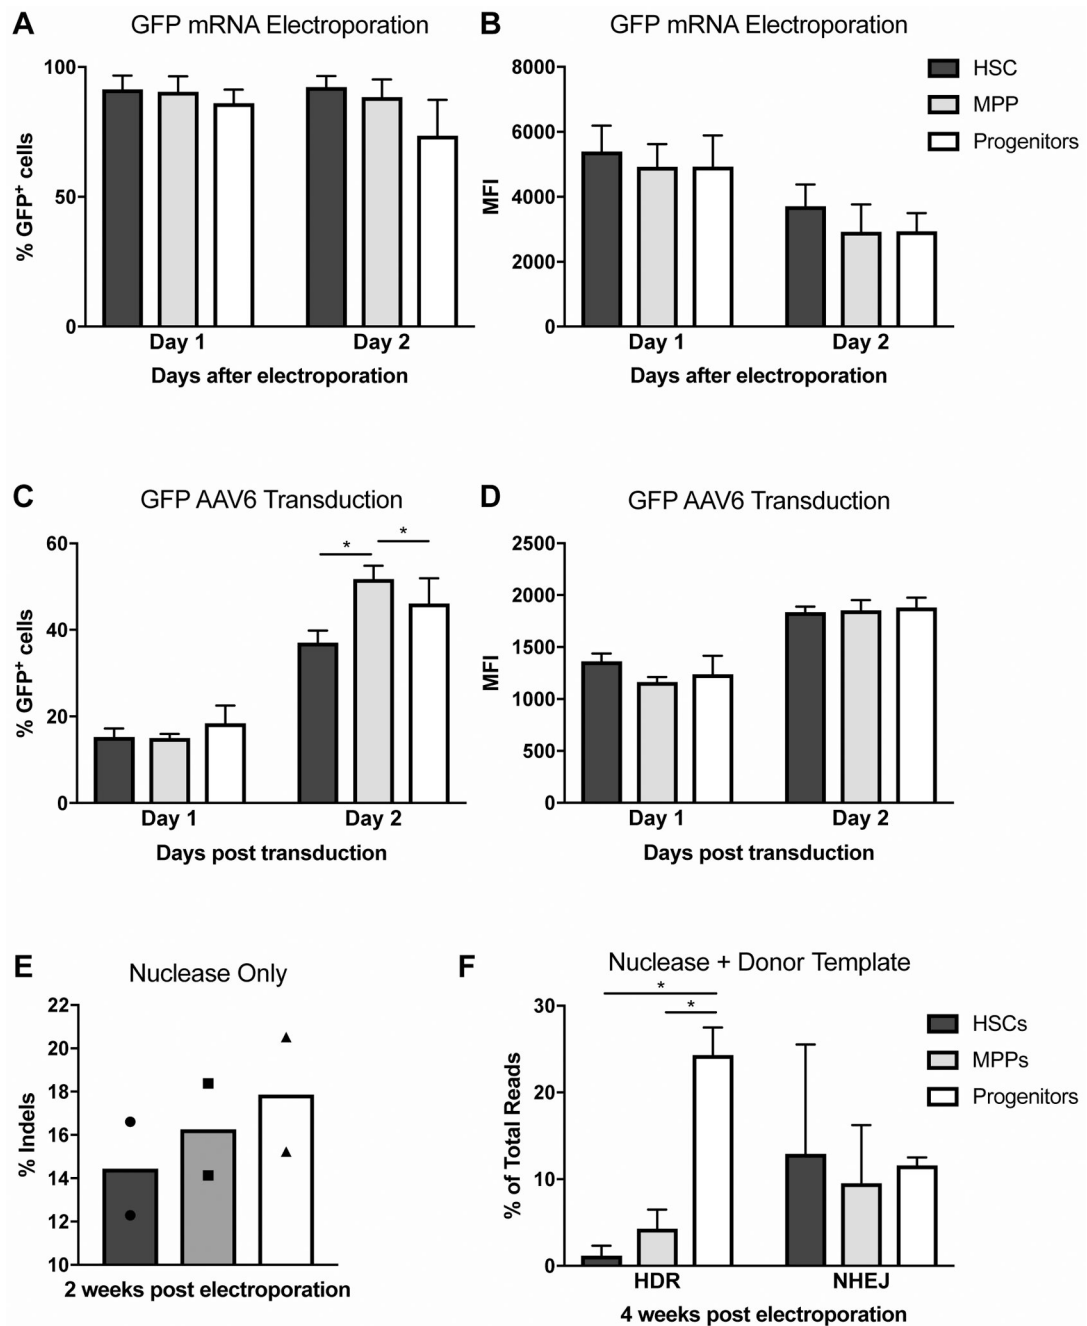 A
GFP mRNA Electroporation
100
50
0
% GFP+ cells
Day 1
Day 2
Days after electroporation
B
GFP mRNA Electroporation
8000
6000
4000
2000
0
MFI
Day 1
Day 2
Days after electroporation
HSC
MPP
Progenitors
C
GFP AAV6 Transduction
60
40
20
0
% GFP+ cells
*
*
Day 1
Day 2
Days post transduction
D
GFP AAV6 Transduction
2500
2000
1500
1000
500
0
MFI
Day 1
Day 2
Days post transduction
E
Nuclease Only
22
20
18
16
14
12
10
% Indels
2 weeks post electroporation
F
Nuclease + Donor Template
30
20
10
0
% of Total Reads
*
*
HDR
NHEJ
4 weeks post electroporation
HSCs
MPPs
Progenitors